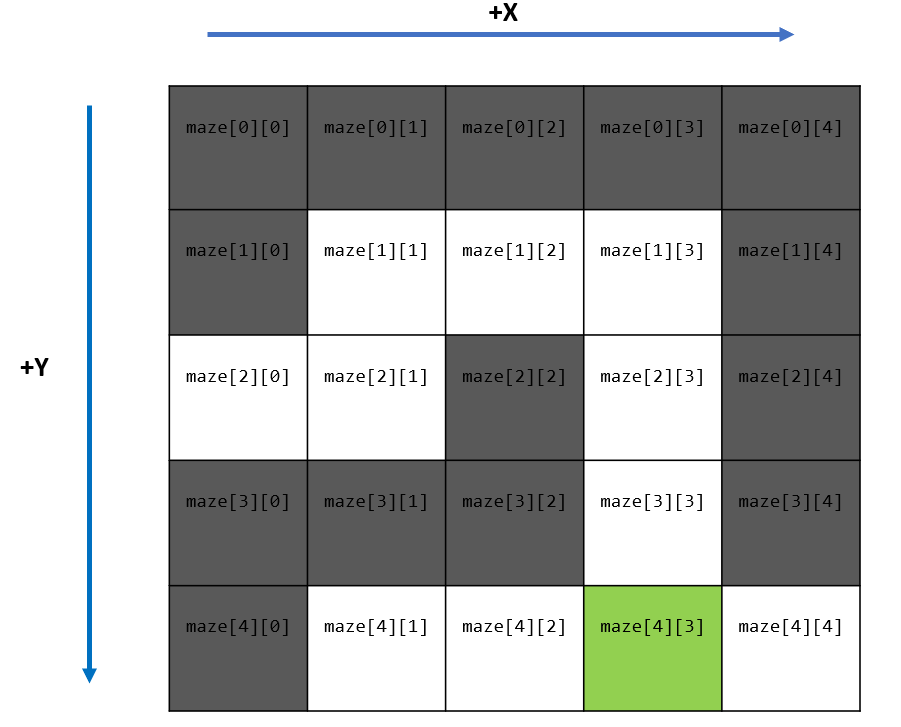 +X
maze[0][0] maze[0][1] maze[0][2] maze[0][3] maze[0][4]
maze[1][0] maze[1][1] maze[1][2] maze[1][3] maze[1][4]
+Y
maze[2][0] maze[2][1] maze[2][2] maze[2][3] maze[2][4]
maze[3][0] maze[3][1] maze[3][2] maze[3][3] maze[3][4]
maze[4][0] maze[4][1] maze[4][2] maze[4][3] maze[4][4]